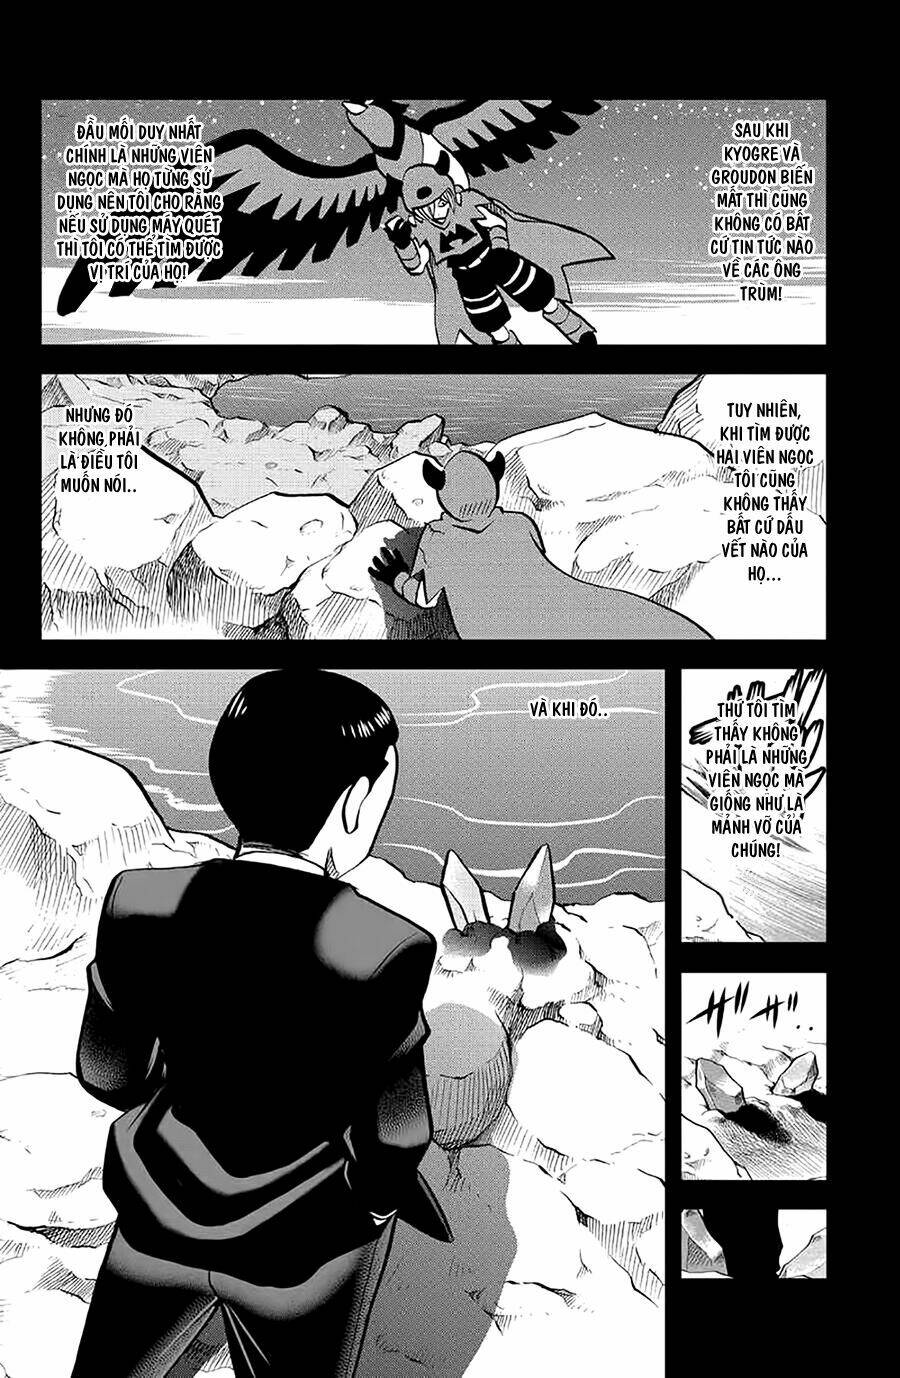 SAU KHI
KYOGRE VÀ
GROUDON BIẾN
MẤT THÌ CŨNG
KHÔNG CÓ BẤT
CỨ TIN TỨC NÀO
VỀ CÁC ÔNG
TRÙM!
ĐẦU MỐI DUY NHẤT
CHÍNH LÀ NHỮNG VIÊN
NGỌC MÀ HỌ TỪNG SỬ
DỤNG NÊN TÔI CHO RẰNG
NẾU SỬ DỤNG MÁY QUÉT
THÌ TÔI CÓ THỂ TÌM ĐƯỢC
VỊ TRÍ CỦA HỌ!
TUY NHIÊN,
KHI TÌM ĐƯỢC
HAI VIÊN NGỌC
TÔI CŨNG
KHÔNG THẤY
BẤT CỨ DẤU
VẾT NÀO CỦA
HỌ...
NHƯNG ĐÓ
KHÔNG PHẢI
LÀ ĐIỀU TÔI
MUỐN NÓI..
THỨ TÔI TÌM
THẤY KHÔNG
PHẢI LÀ NHỮNG
VIÊN NGỌC MÀ
GIỐNG NHƯ LÀ
MẢNH VỠ CỦA
CHÚNG!
ザザ..
VÀ KHI ĐÓ..